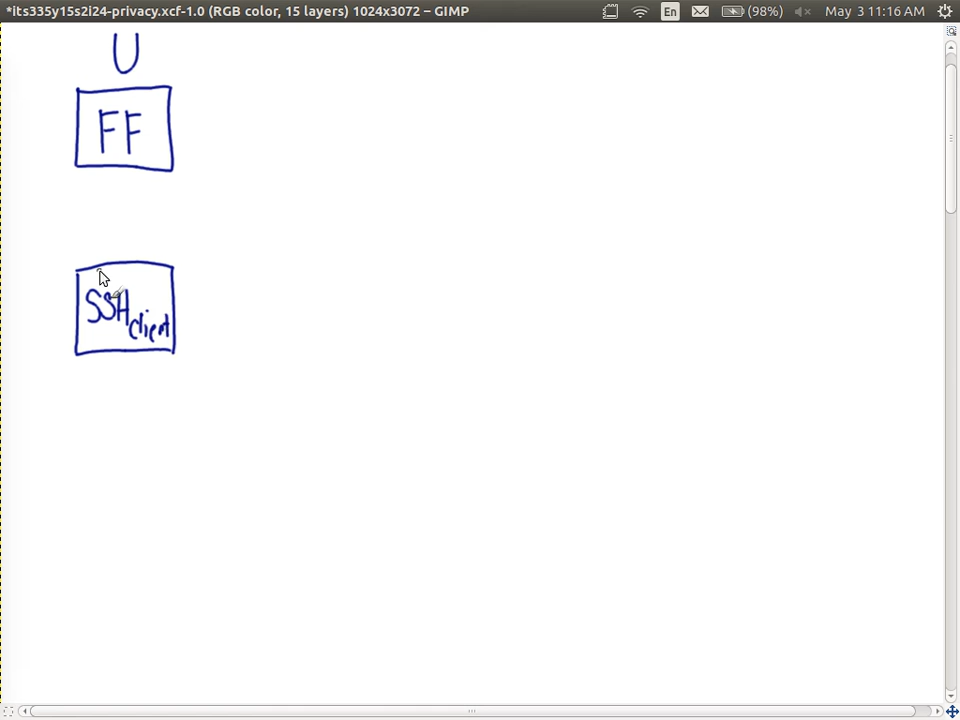 *its335y15s2i24-privacy.xcf-1.0 (RGB color, 15 layers) 1024x3072 – GIMP
En
(98%)
May 3 11:16 AM
U
FF
SSH
client